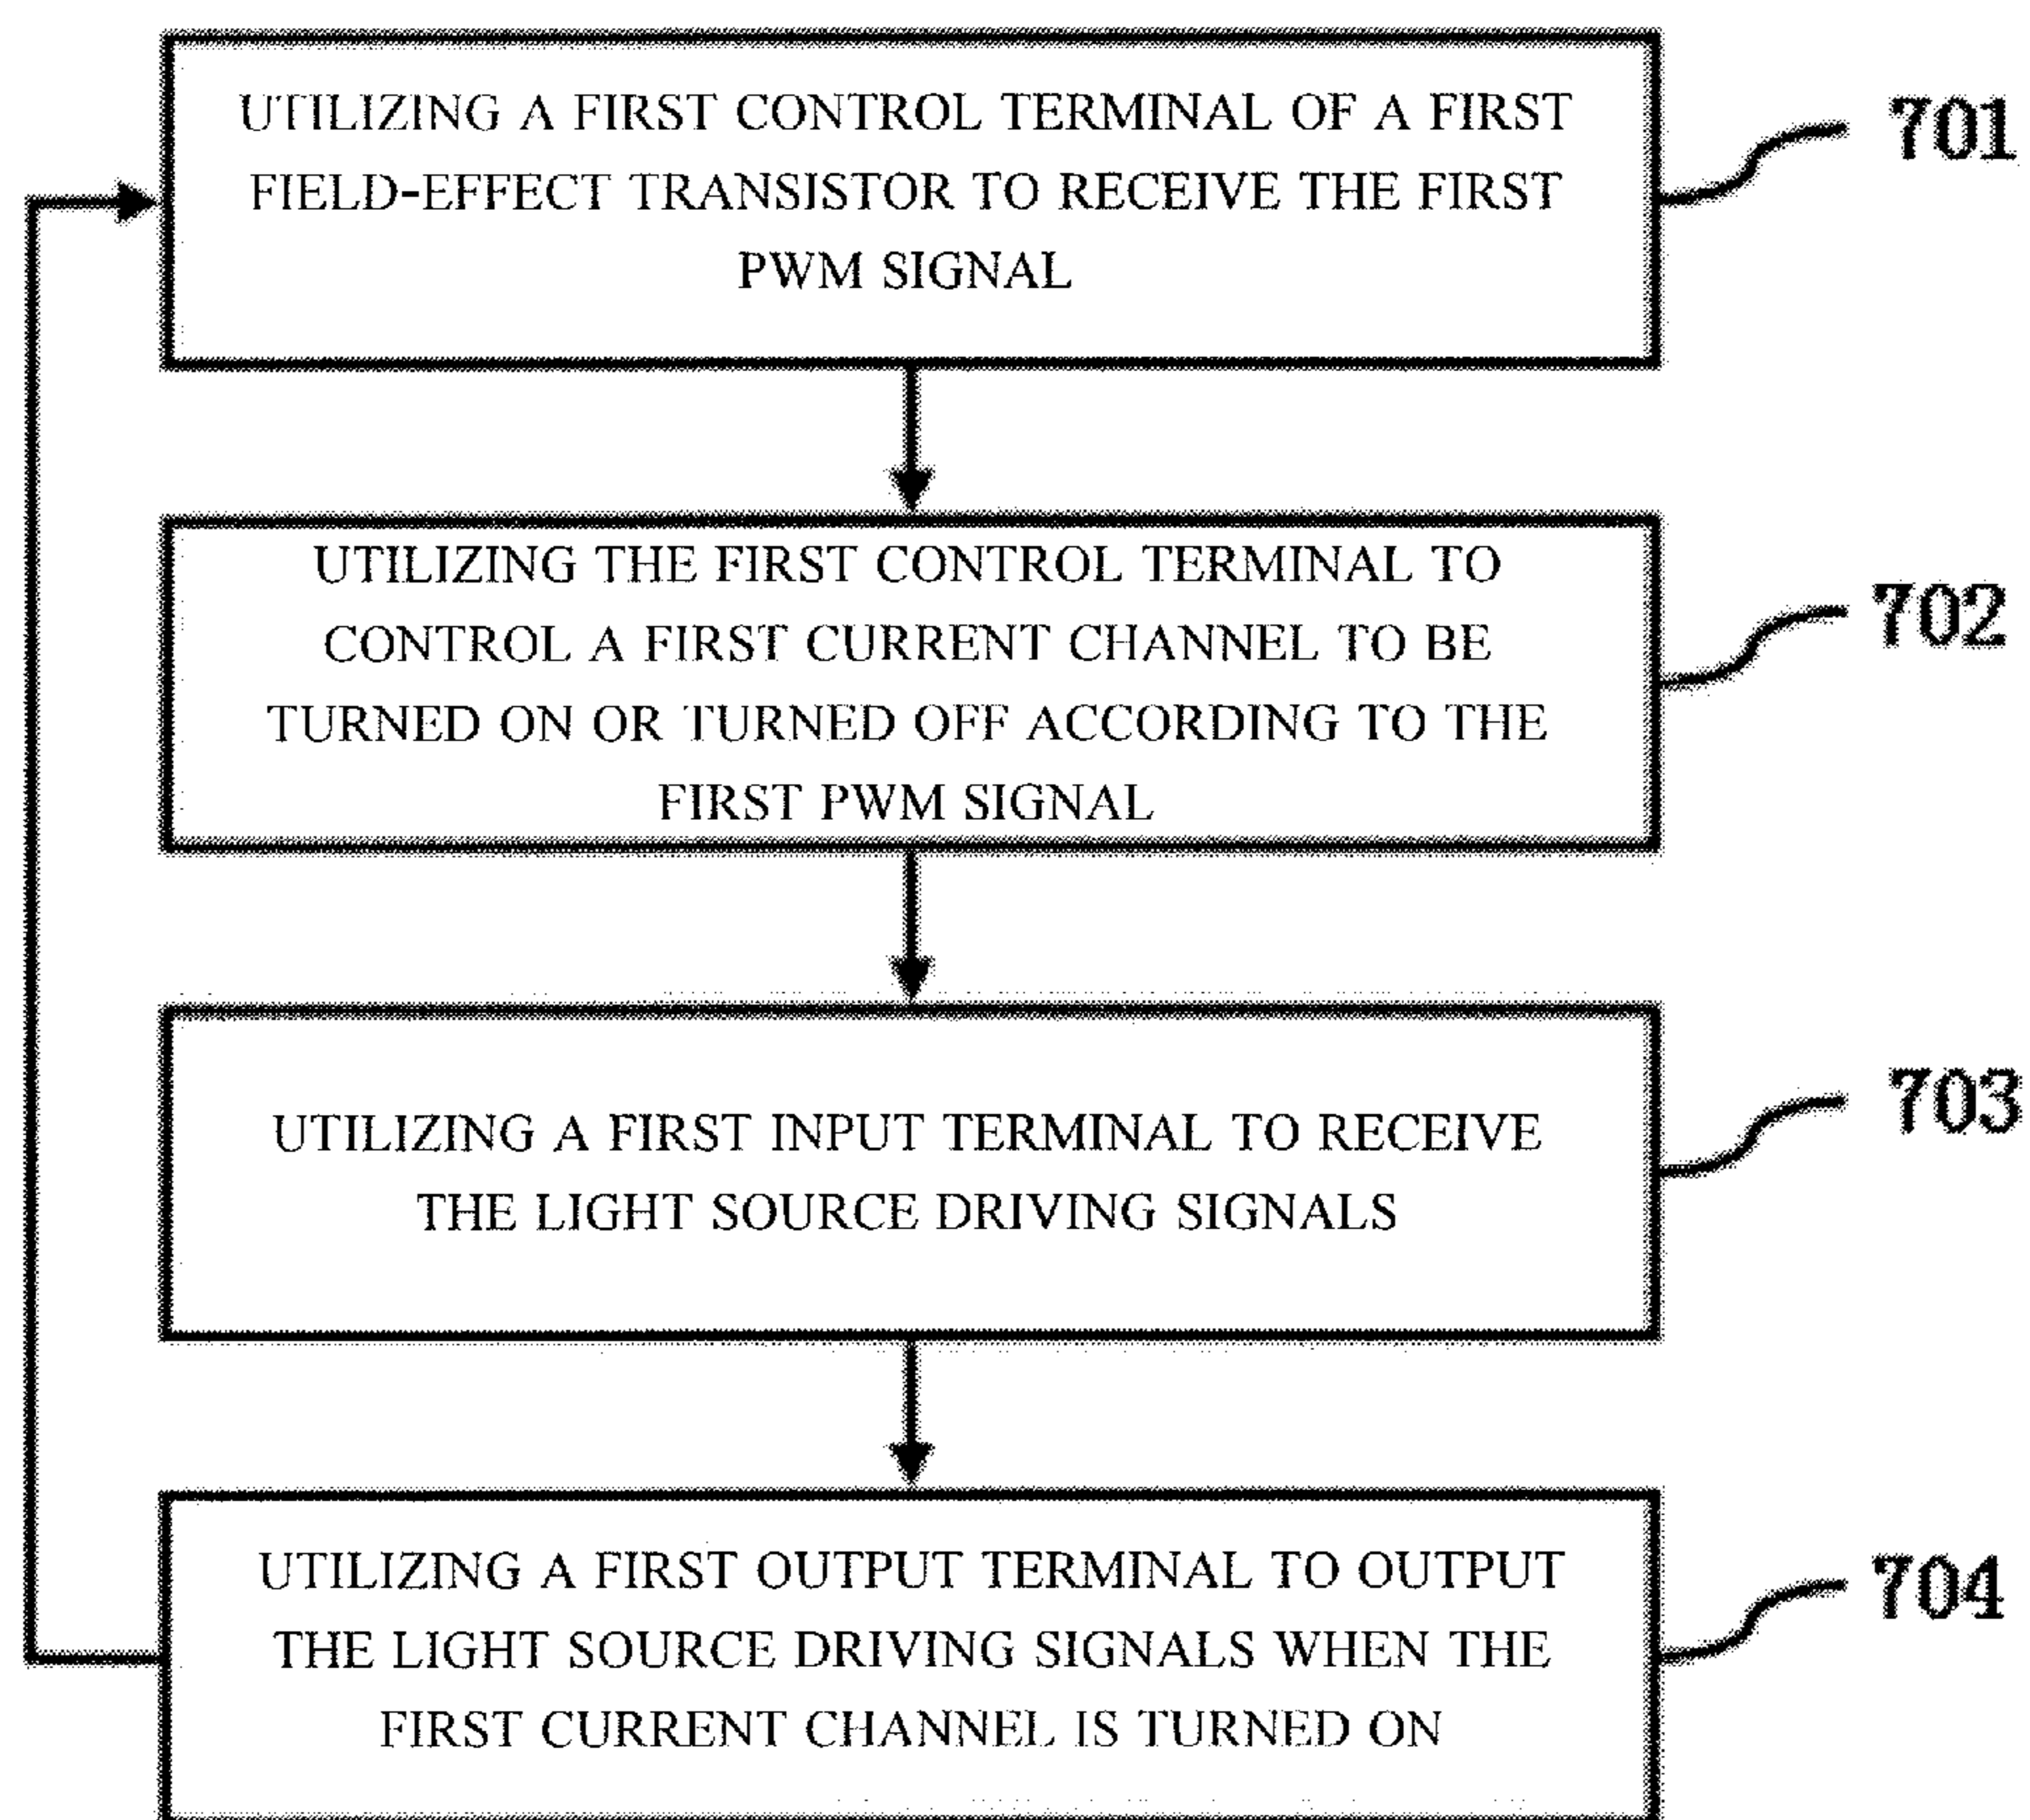 UTILIZING A FIRST CONTROL TERMINAL OF A FIRST
FIELD-EFFECT TRANSISTOR TO RECEIVE THE FIRST
PWM SIGNAL
701
UTILIZING THE FIRST CONTROL TERMINAL TO
CONTROL A FIRST CURRENT CHANNEL TO BE
TURNED ON OR TURNED OFF ACCORDING TO THE
FIRST PWM SIGNAL
702
UTILIZING A FIRST INPUT TERMINAL TO RECEIVE
THE LIGHT SOURCE DRIVING SIGNALS
703
UTILIZING A FIRST OUTPUT TERMINAL TO OUTPUT
THE LIGHT SOURCE DRIVING SIGNALS WHEN THE
FIRST CURRENT CHANNEL IS TURNED ON
704